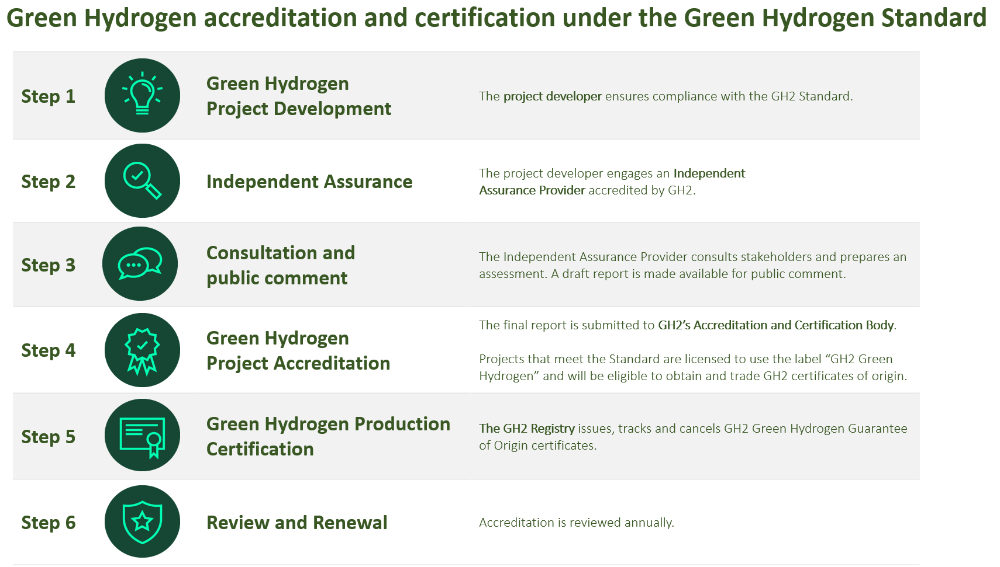 Green Hydrogen accreditation and certification under the Green Hydrogen Standard
Step 1
Green Hydrogen
Project Development
The project developer ensures compliance with the GH2 Standard.
Step 2
Independent Assurance
The project developer engages an Independent
Assurance Provider accredited by GH2.
Step 3
Consultation and
public comment
The Independent Assurance Provider consults stakeholders and prepares an
assessment. A draft report is made available for public comment.
Step 4
Green Hydrogen
Project Accreditation
The final report is submitted to GH2’s Accreditation and Certification Body.
Projects that meet the Standard are licensed to use the label “GH2 Green
Hydrogen” and will be eligible to obtain and trade GH2 certificates of origin.
Step 5
Green Hydrogen Production
Certification
The GH2 Registry issues, tracks and cancels GH2 Green Hydrogen Guarantee
of Origin certificates.
Step 6
Review and Renewal
Accreditation is reviewed annually.